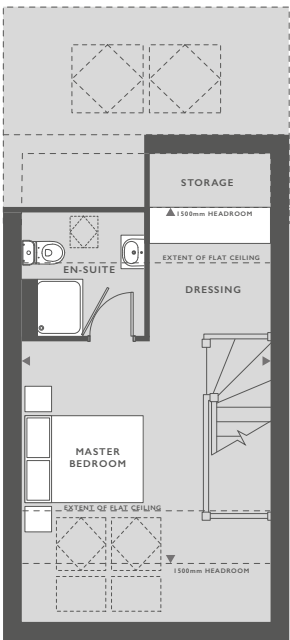 STORAGE
1500mm HEADROOM
EXTENT OF FLAT CEILING
EN-SUITE
DRESSING
MASTER
BEDROOM
EXTENT OF FLAT CEILING
1500mm HEADROOM